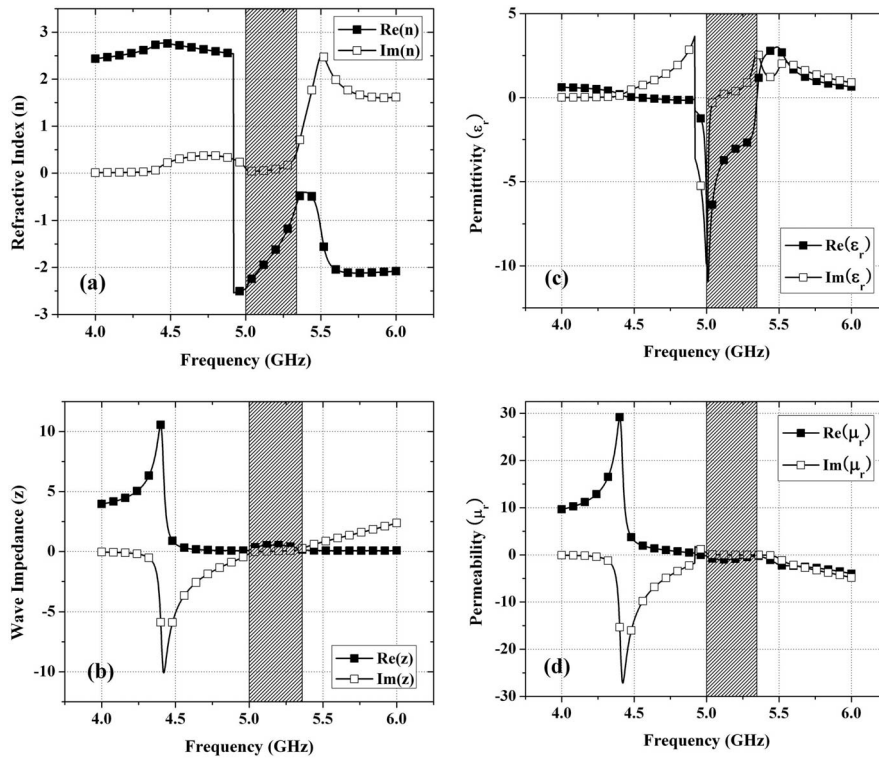 3
2
1
0
-1
-2
-3
Refractive Index (n)
Re(n)
Im(n)
(a)
4.0 4.5 5.0 5.5 6.0
Frequency (GHz)
5
0
-5
-10
Permittivity (εr)
Re(εr)
Im(εr)
(c)
4.0 4.5 5.0 5.5 6.0
Frequency (GHz)
10
5
0
-5
-10
Wave Impedance (z)
Re(z)
Im(z)
(b)
4.0 4.5 5.0 5.5 6.0
Frequency (GHz)
30
20
10
0
-10
-20
-30
Permeability (μr)
Re(μr)
Im(μr)
(d)
4.0 4.5 5.0 5.5 6.0
Frequency (GHz)